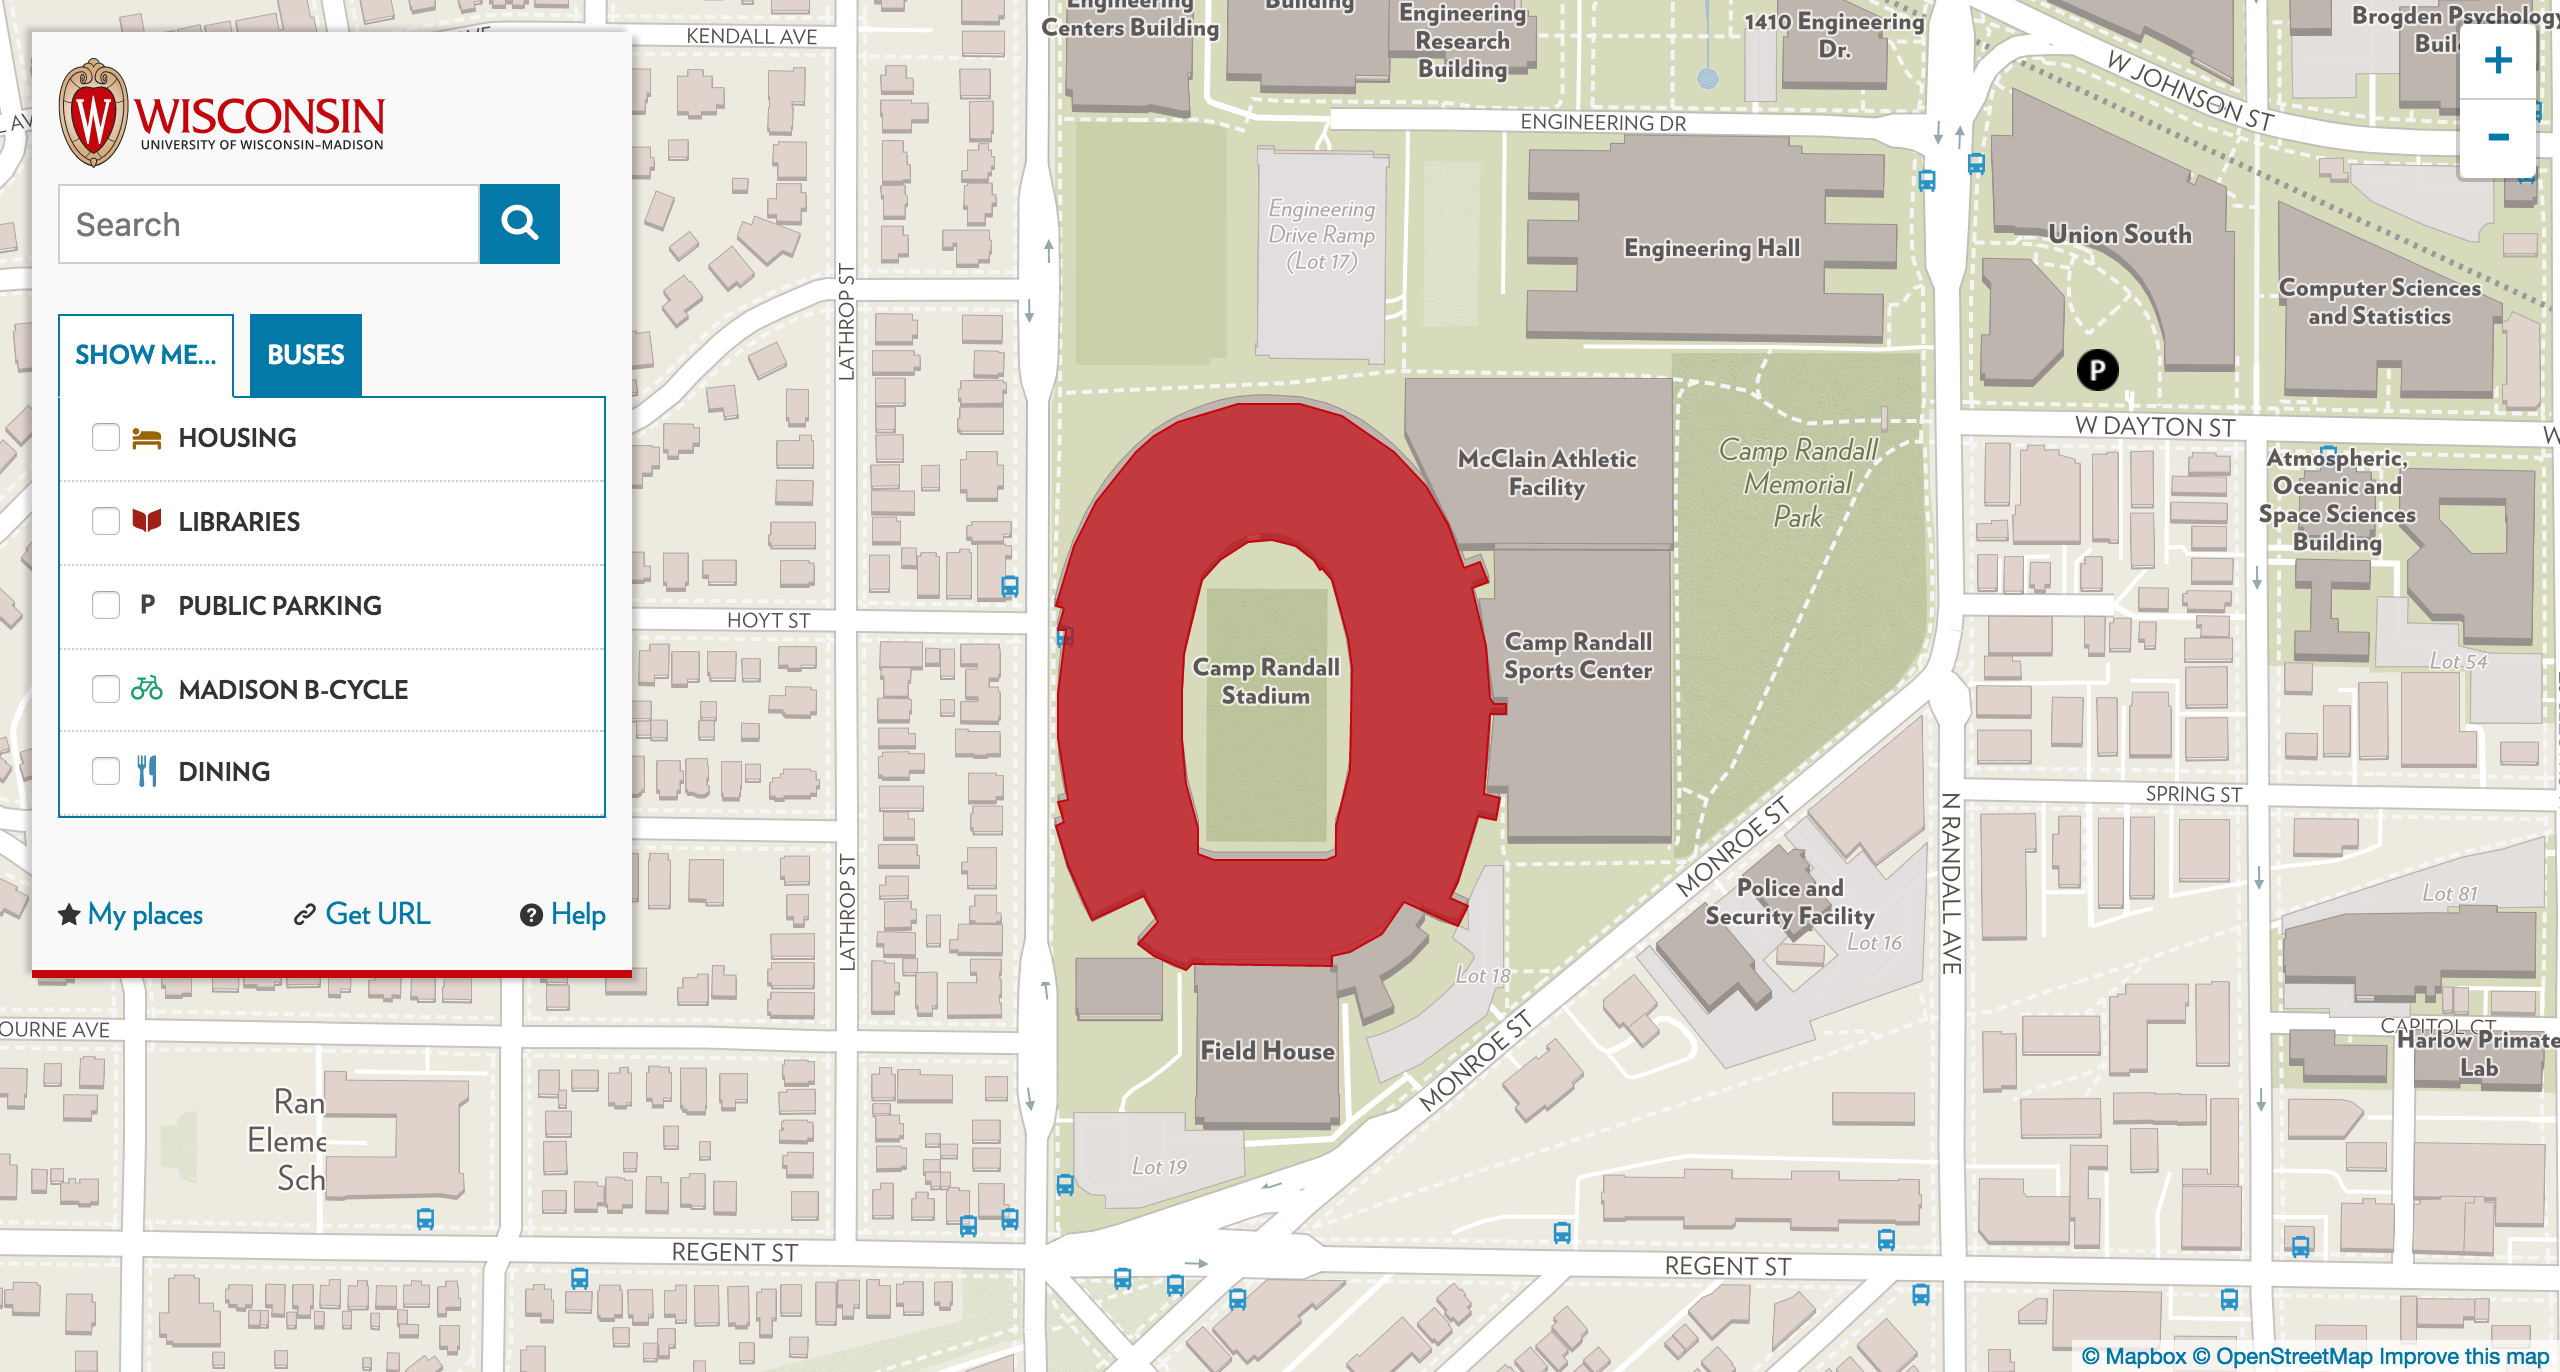 WISCONSIN
UNIVERSITY OF WISCONSIN–MADISON
Search
SHOW ME...
BUSES
HOUSING
LIBRARIES
P PUBLIC PARKING
MADISON B-CYCLE
DINING
My places
Get URL
Help
KENDALL AVE
LATHROP ST
HOYT ST
LATHROP ST
OURNE AVE
Ran
Eleme
Sch
REGENT ST
Engineering
Centers Building
Building
Engineering
Research
Building
1410 Engineering
Dr.
Brogden Psychology
W JOHNSON ST
ENGINEERING DR
Engineering
Drive Ramp
(Lot 17)
Engineering Hall
Union South
Computer Sciences
and Statistics
P
W DAYTON ST
W
McClain Athletic
Facility
Camp Randall
Memorial
Park
Atmospheric,
Oceanic and
Space Sciences
Building
Camp Randall
Stadium
Camp Randall
Sports Center
Lot 54
SPRING ST
MONROE ST
N RANDALL AVE
Police and
Security Facility
Lot 16
Lot 81
Lot 18
Field House
MONROE ST
CAPITOL CT
Harlow Primate
Lab
Lot 19
REGENT ST
+
−
© Mapbox © OpenStreetMap Improve this map